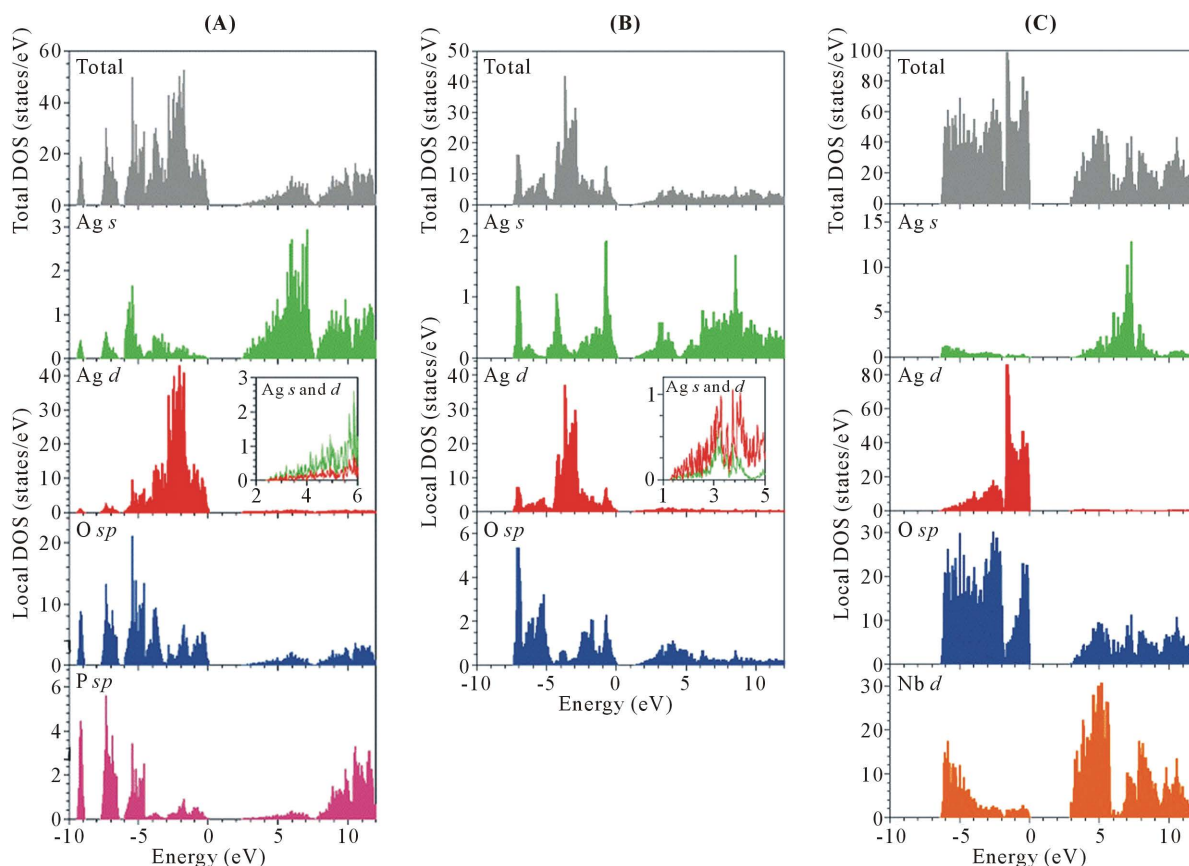 (A)
Total DOS (states/eV)
60
40
20
0
Total
3
2
1
0
Ag s
Local DOS (states/eV)
40
30
20
10
0
Ag d
Ag s and d
3
2
1
0
2 4 6
20
10
0
O sp
6
4
2
0
P sp
-10 -5 0 5 10
Energy (eV)
(B)
Total DOS (states/eV)
50
40
30
20
10
0
Total
2
1
0
Ag s
Local DOS (states/eV)
40
30
20
10
0
Ag d
Ag s and d
1
0
1 3 5
6
4
2
0
O sp
-10 -5 0 5 10
Energy (eV)
(C)
Total DOS (states/eV)
100
80
60
40
20
0
Total
15
10
5
0
Ag s
Local DOS (states/eV)
80
60
40
20
0
Ag d
30
20
10
0
O sp
30
20
10
0
Nb d
-10 -5 0 5 10
Energy (eV)